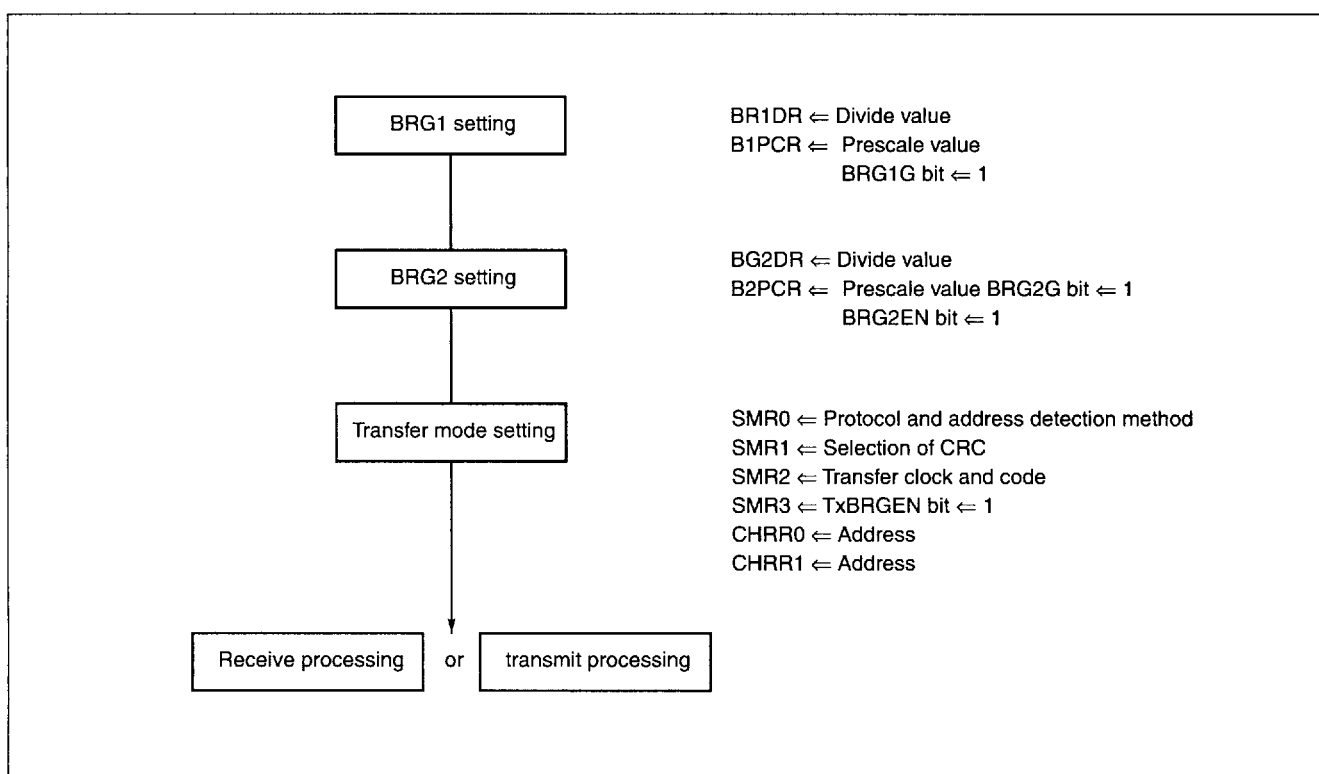 BRG1 setting
BR1DR ⇐ Divide value
B1PCR ⇐ Prescale value
BRG1G bit ⇐ 1
BRG2 setting
BG2DR ⇐ Divide value
B2PCR ⇐ Prescale value BRG2G bit ⇐ 1
BRG2EN bit ⇐ 1
Transfer mode setting
SMR0 ⇐ Protocol and address detection method
SMR1 ⇐ Selection of CRC
SMR2 ⇐ Transfer clock and code
SMR3 ⇐ TxBRGEN bit ⇐ 1
CHRR0 ⇐ Address
CHRR1 ⇐ Address
Receive processing or transmit processing